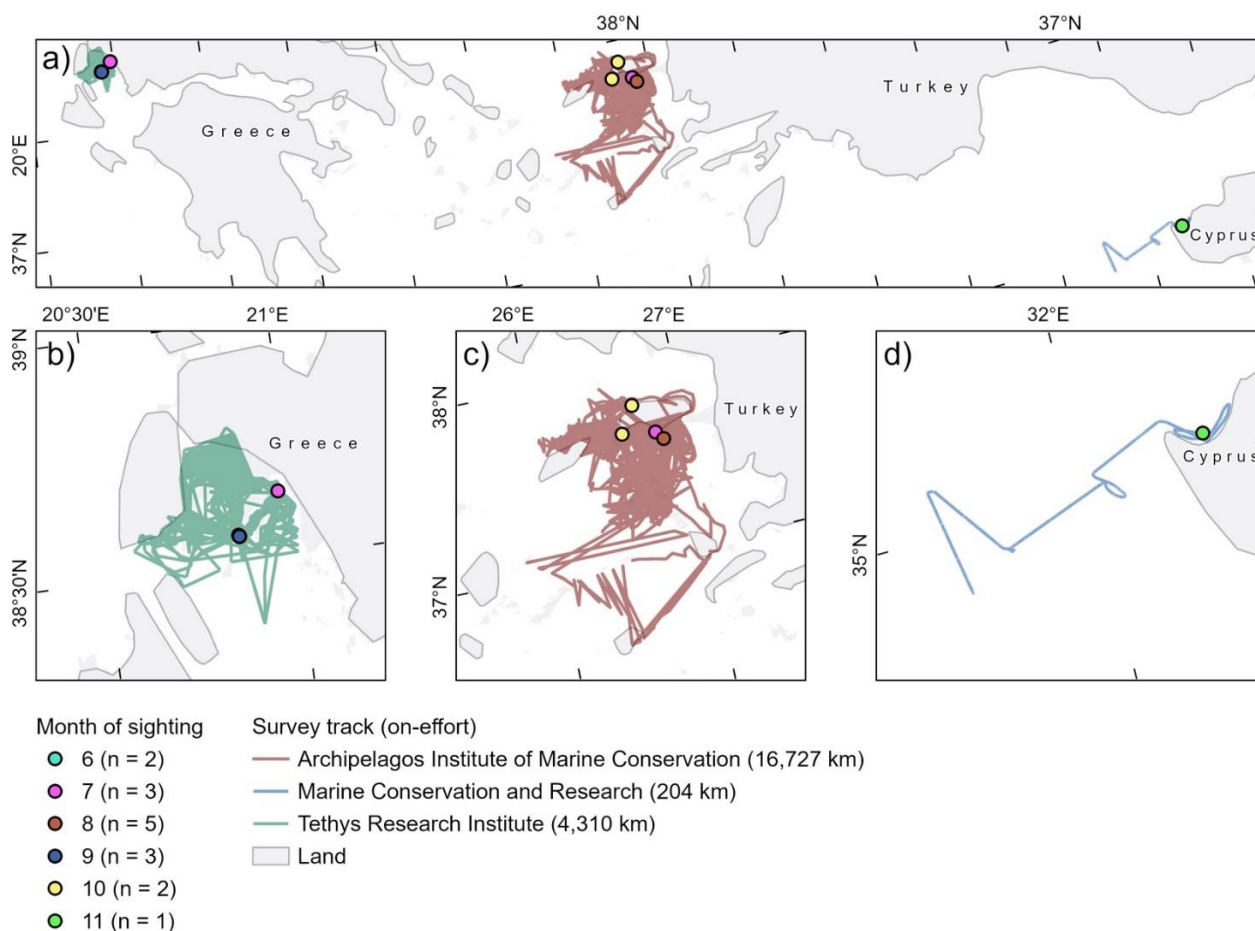 38°N 37°N
a)
Turkey
Greece
20°E
37°N
Cyprus
20°30'E 21°E 26°E 27°E 32°E
39°N
b)
Greece
38°30'N
c)
38°N
Turkey
37°N
d)
Cyprus
35°N
Month of sighting
6 (n = 2)
7 (n = 3)
8 (n = 5)
9 (n = 3)
10 (n = 2)
11 (n = 1)
Survey track (on-effort)
Archipelagos Institute of Marine Conservation (16,727 km)
Marine Conservation and Research (204 km)
Tethys Research Institute (4,310 km)
Land